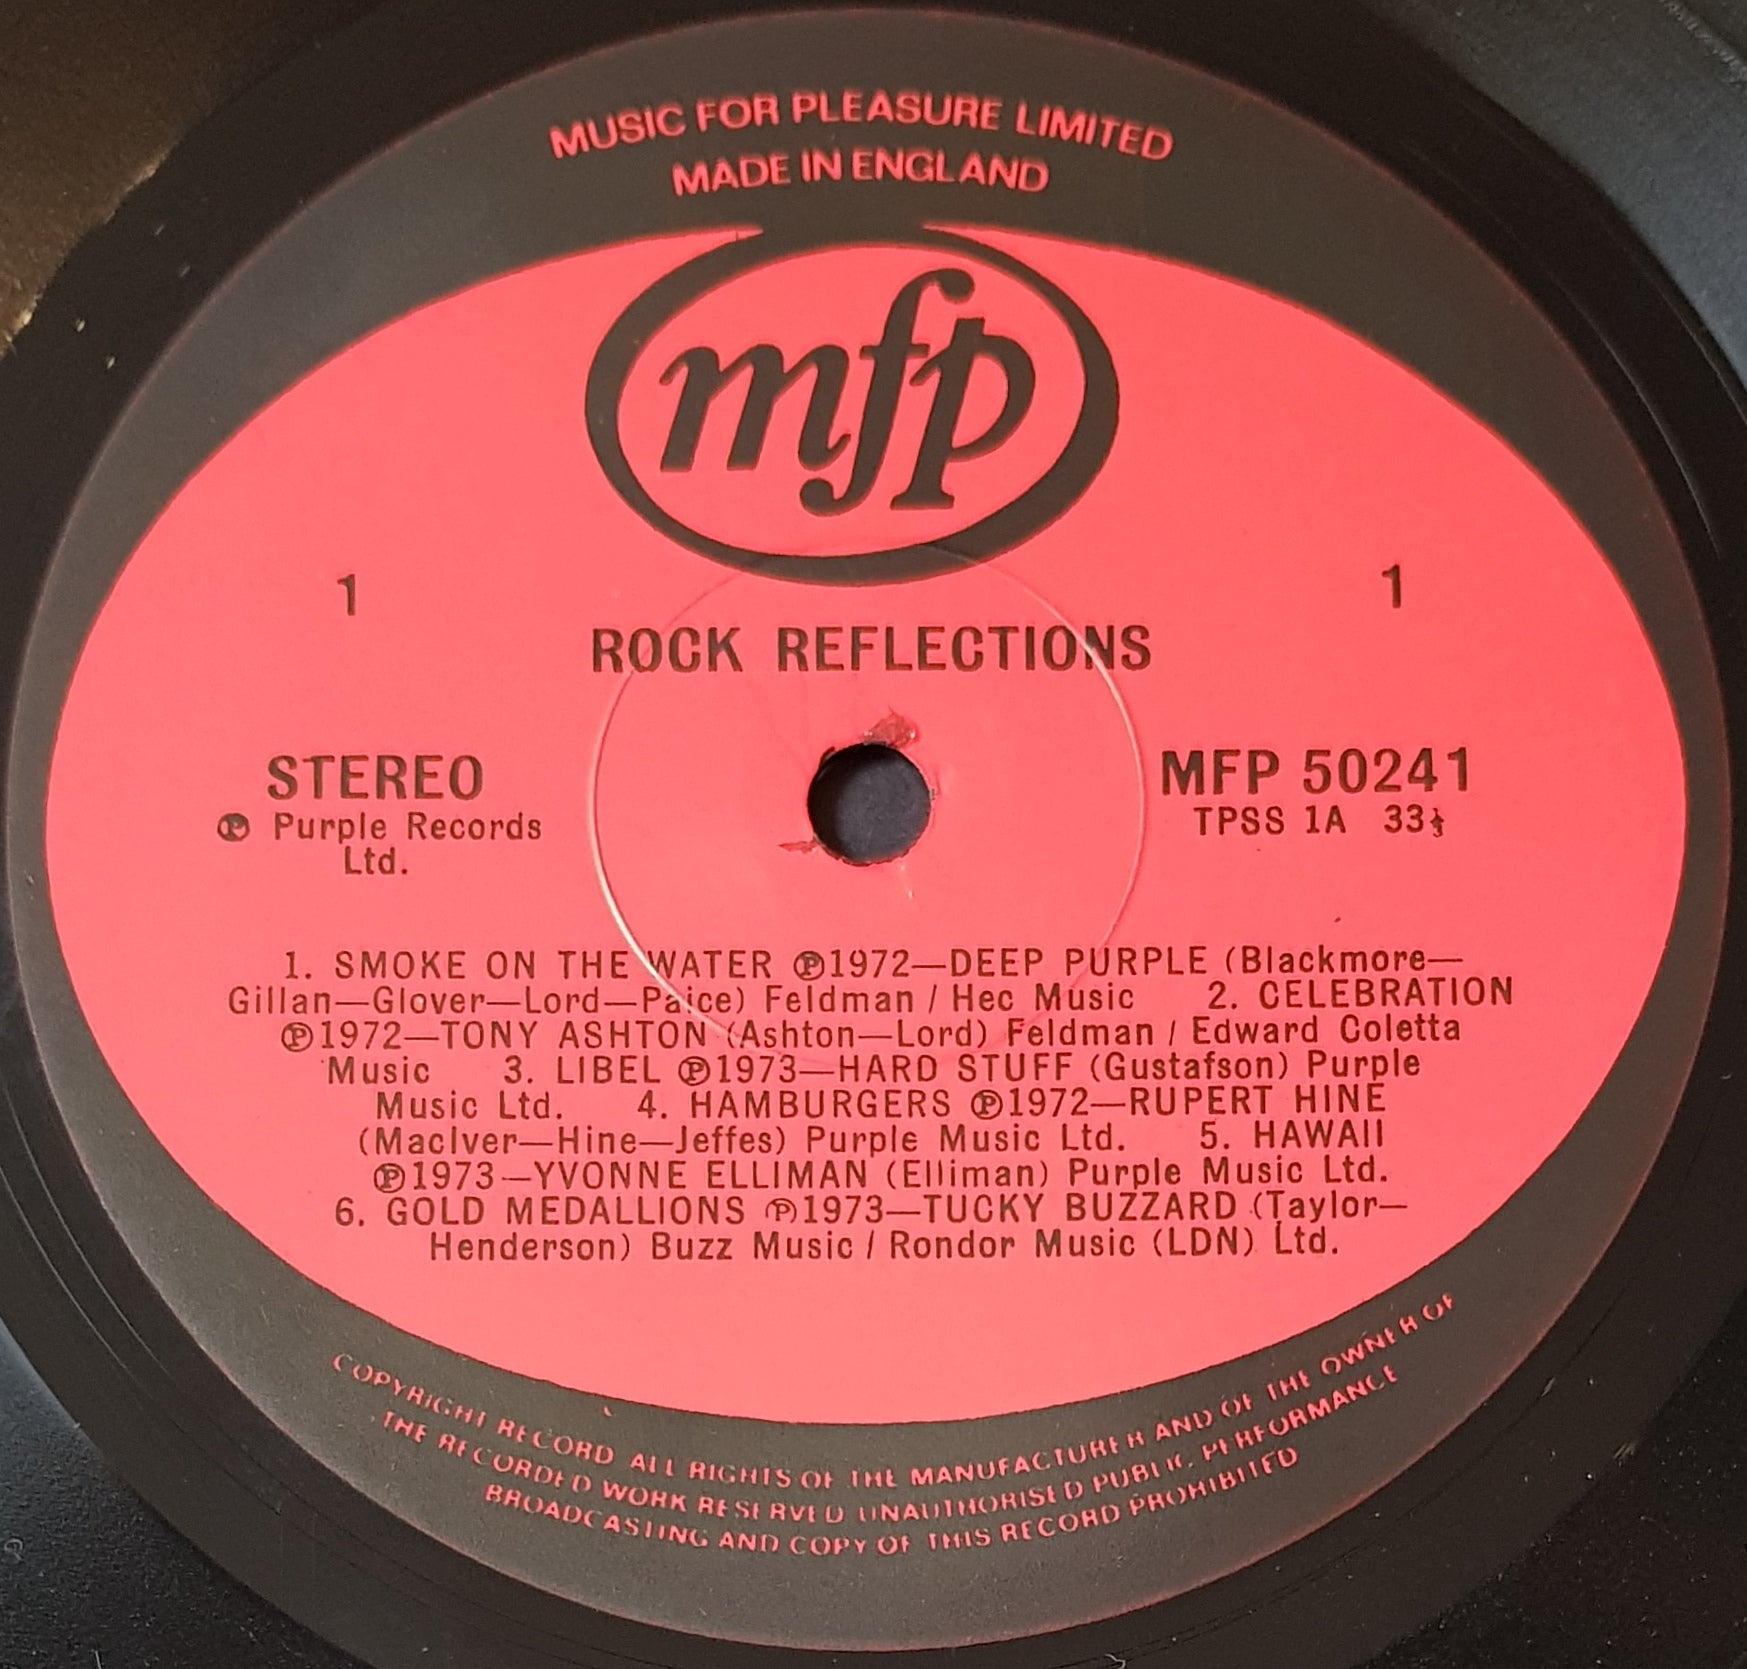 MUSIC FOR PLEASURE LIMITED
MADE IN ENGLAND
mfp
1 1
ROCK REFLECTIONS
STEREO MFP 50241
℗ Purple Records TPSS 1A 33⅓
Ltd.
1. SMOKE ON THE WATER ℗1972—DEEP PURPLE (Blackmore—
Gillan—Glover—Lord—Paice) Feldman / Hec Music 2. CELEBRATION
℗1972—TONY ASHTON (Ashton—Lord) Feldman / Edward Coletta
Music 3. LIBEL ℗1973—HARD STUFF (Gustafson) Purple
Music Ltd. 4. HAMBURGERS ℗1972—RUPERT HINE
(MacIver—Hine—Jeffes) Purple Music Ltd. 5. HAWAII
℗1973—YVONNE ELLIMAN (Elliman) Purple Music Ltd.
6. GOLD MEDALLIONS ℗1973—TUCKY BUZZARD (Taylor—
Henderson) Buzz Music / Rondor Music (LDN) Ltd.
COPYRIGHT RECORD ALL RIGHTS OF THE MANUFACTURER AND OF THE OWNER OF
THE RECORDED WORK RESERVED UNAUTHORISED PUBLIC PERFORMANCE
BROADCASTING AND COPY OF THIS RECORD PROHIBITED